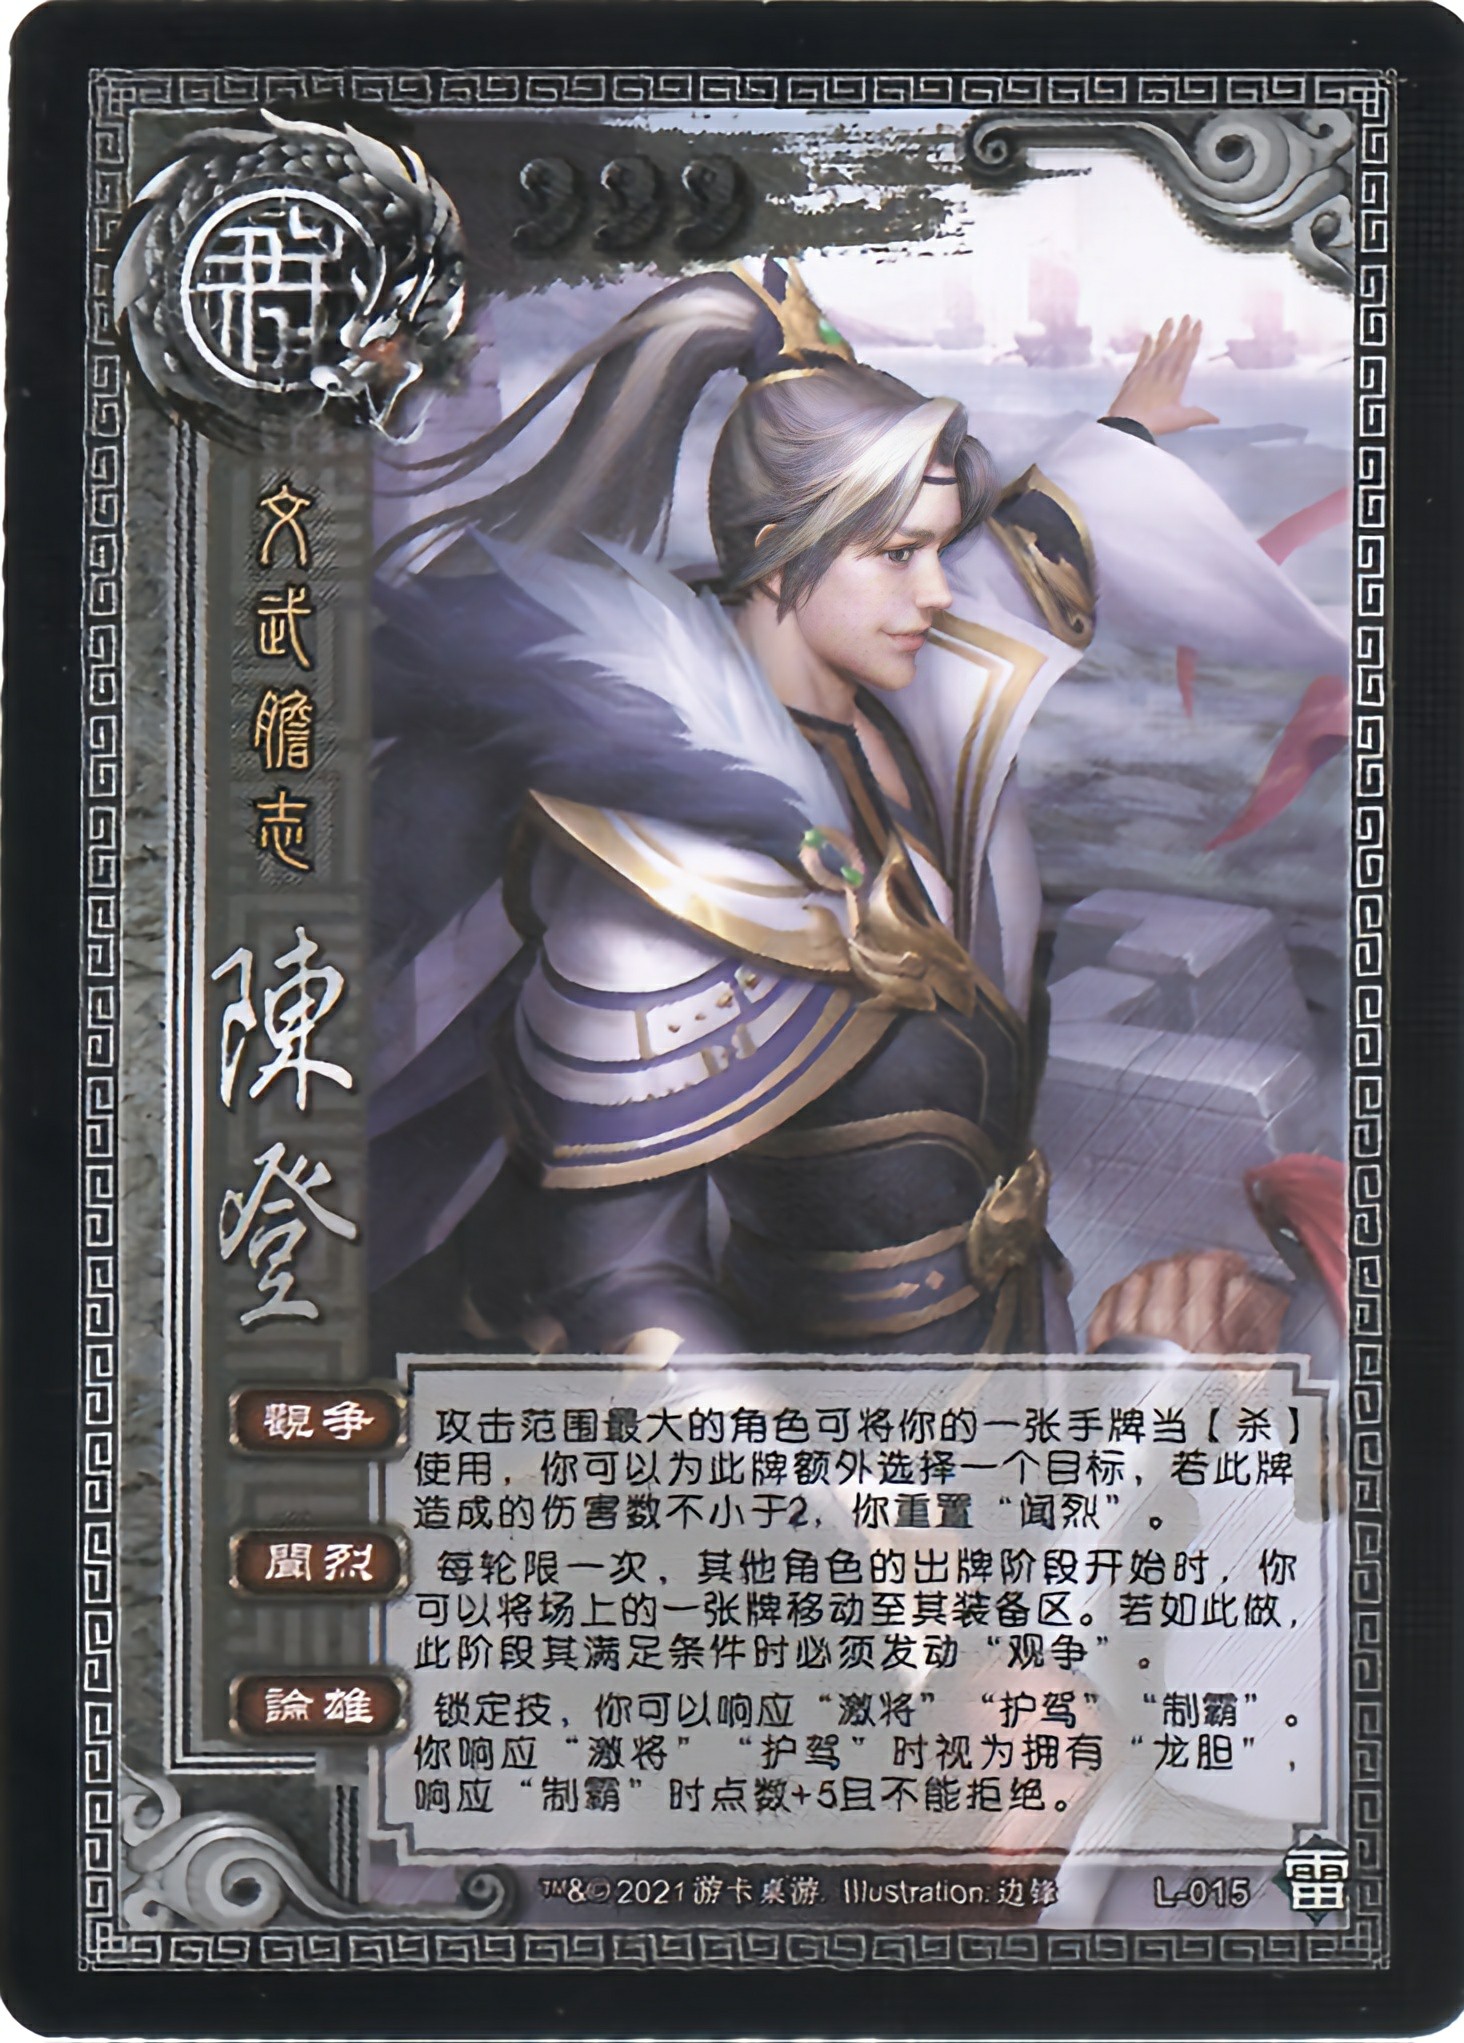 群
文武膽志
陳登
觀争
攻击范围最大的角色可将你的一张手牌当【杀】
使用，你可以为此牌额外选择一个目标，若此牌
造成的伤害数不小于2，你重置“闻烈”。
聞烈
每轮限一次，其他角色的出牌阶段开始时，你
可以将场上的一张牌移动至其装备区。若如此做，
此阶段其满足条件时必须发动“观争”。
論雄
锁定技，你可以响应“激将”“护驾”“制霸”。
你响应“激将”“护驾”时视为拥有“龙胆”，
响应“制霸”时点数+5且不能拒绝。
™&©2021游卡桌游. Illustration:边锋
L-015
雷